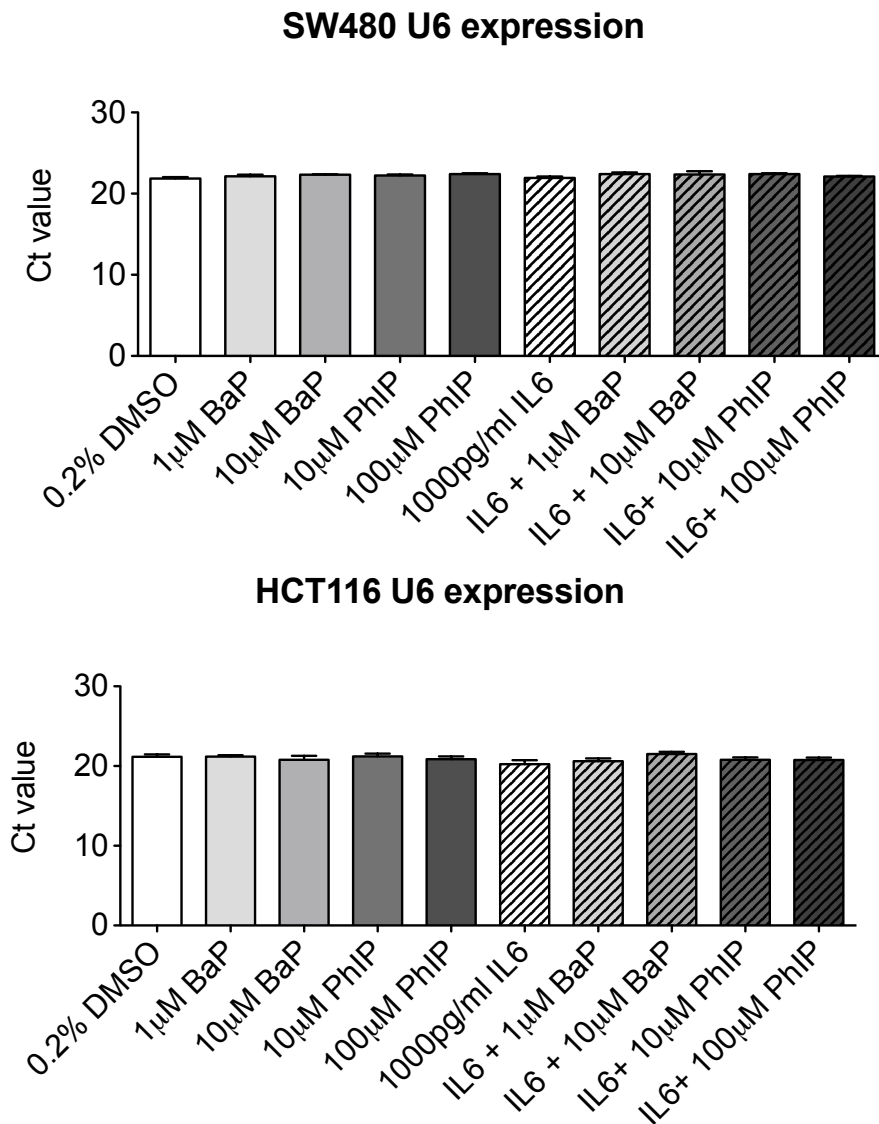 SW480 U6 expression
30
20
10
0
Ct value
0.2% DMSO
1μM BaP
10μM BaP
10μM PhIP
100μM PhIP
1000pg/ml IL6
IL6 + 1μM BaP
IL6 + 10μM BaP
IL6+ 10μM PhIP
IL6+ 100μM PhIP
HCT116 U6 expression
30
20
10
0
Ct value
0.2% DMSO
1μM BaP
10μM BaP
10μM PhIP
100μM PhIP
1000pg/ml IL6
IL6 + 1μM BaP
IL6 + 10μM BaP
IL6+ 10μM PhIP
IL6+ 100μM PhIP